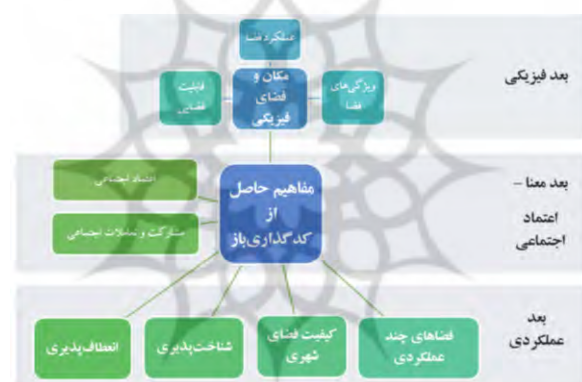 عملکرد فضا
بعد فیزیکی
ویژگی‌های
فضا
مکان و
فضای
فیزیکی
قابلیت
فضایی
بعد معنا –
اعتماد
اجتماعی
مفاهیم حاصل
از
کدگذاری‌باز
اعتماد اجتماعی
مشارکت و تعاملات اجتماعی
بعد
عملکردی
فضاهای چند
عملکردی
کیفیت فضای
شهری
شناخت‌پذیری
انعطاف‌پذیری